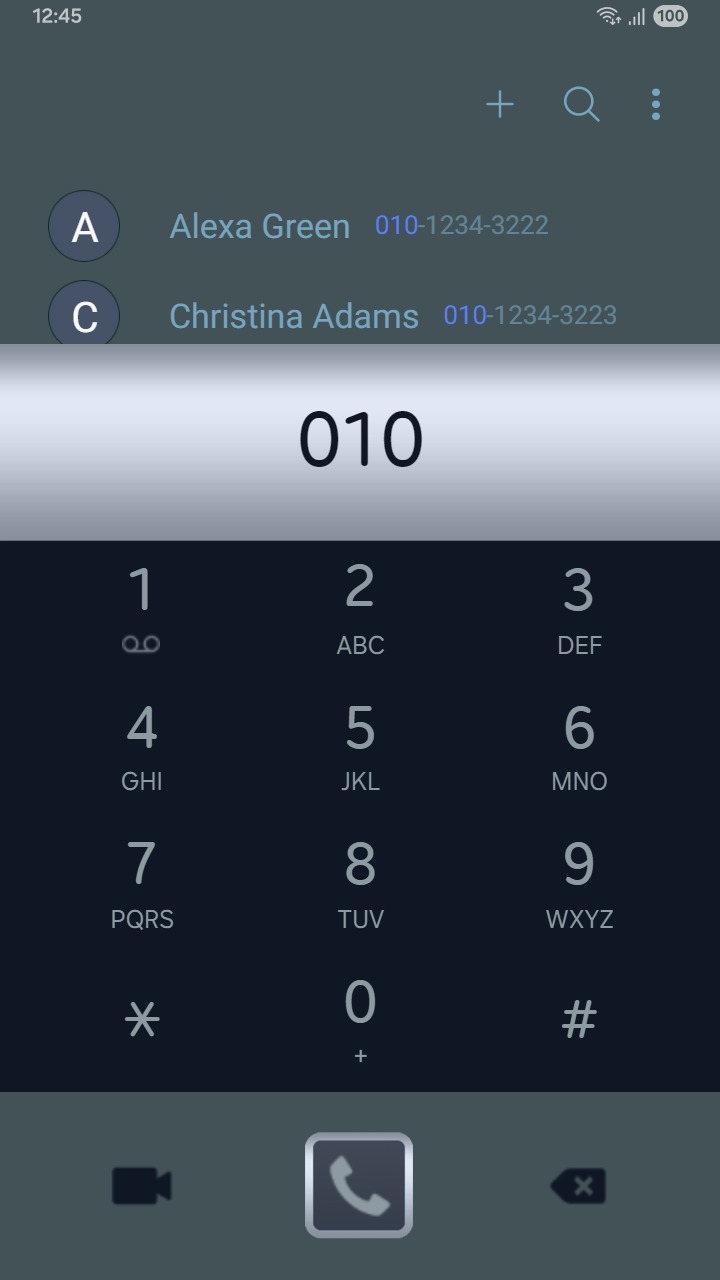 12:45 100
A Alexa Green 010-1234-3222
C Christina Adams 010-1234-3223
010
1 2 3
ABC DEF
4 5 6
GHI JKL MNO
7 8 9
PQRS TUV WXYZ
* 0 #
+